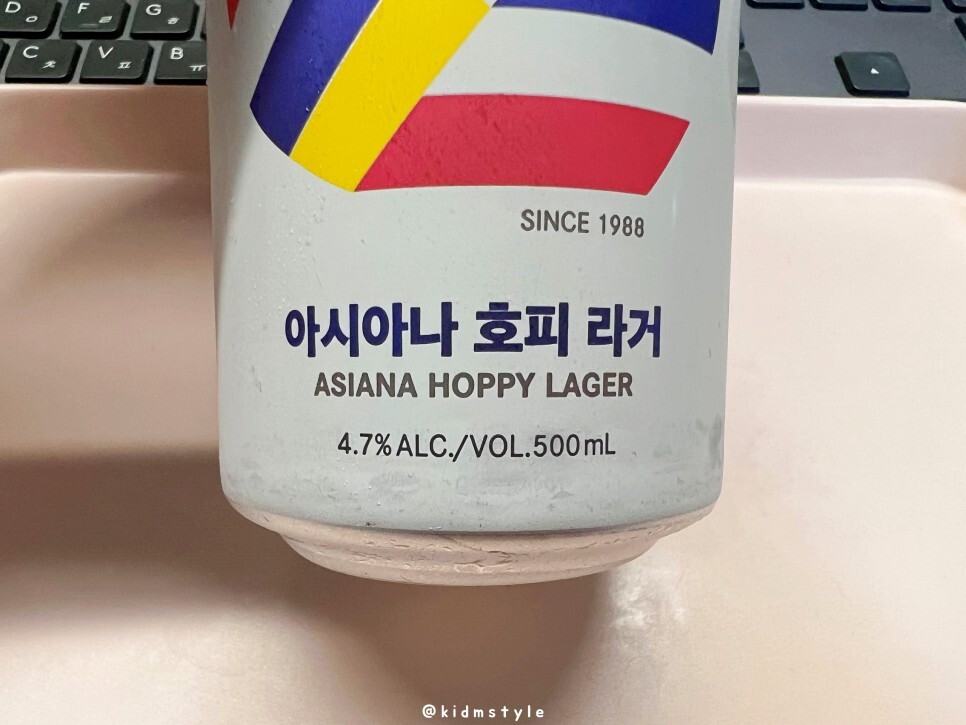 D F G
ㄹ ㅎ
C V B
ㅊ ㅍ ㅠ
SINCE 1988
아시아나 호피 라거
ASIANA HOPPY LAGER
4.7% ALC./VOL.500mL
@kidmstyle